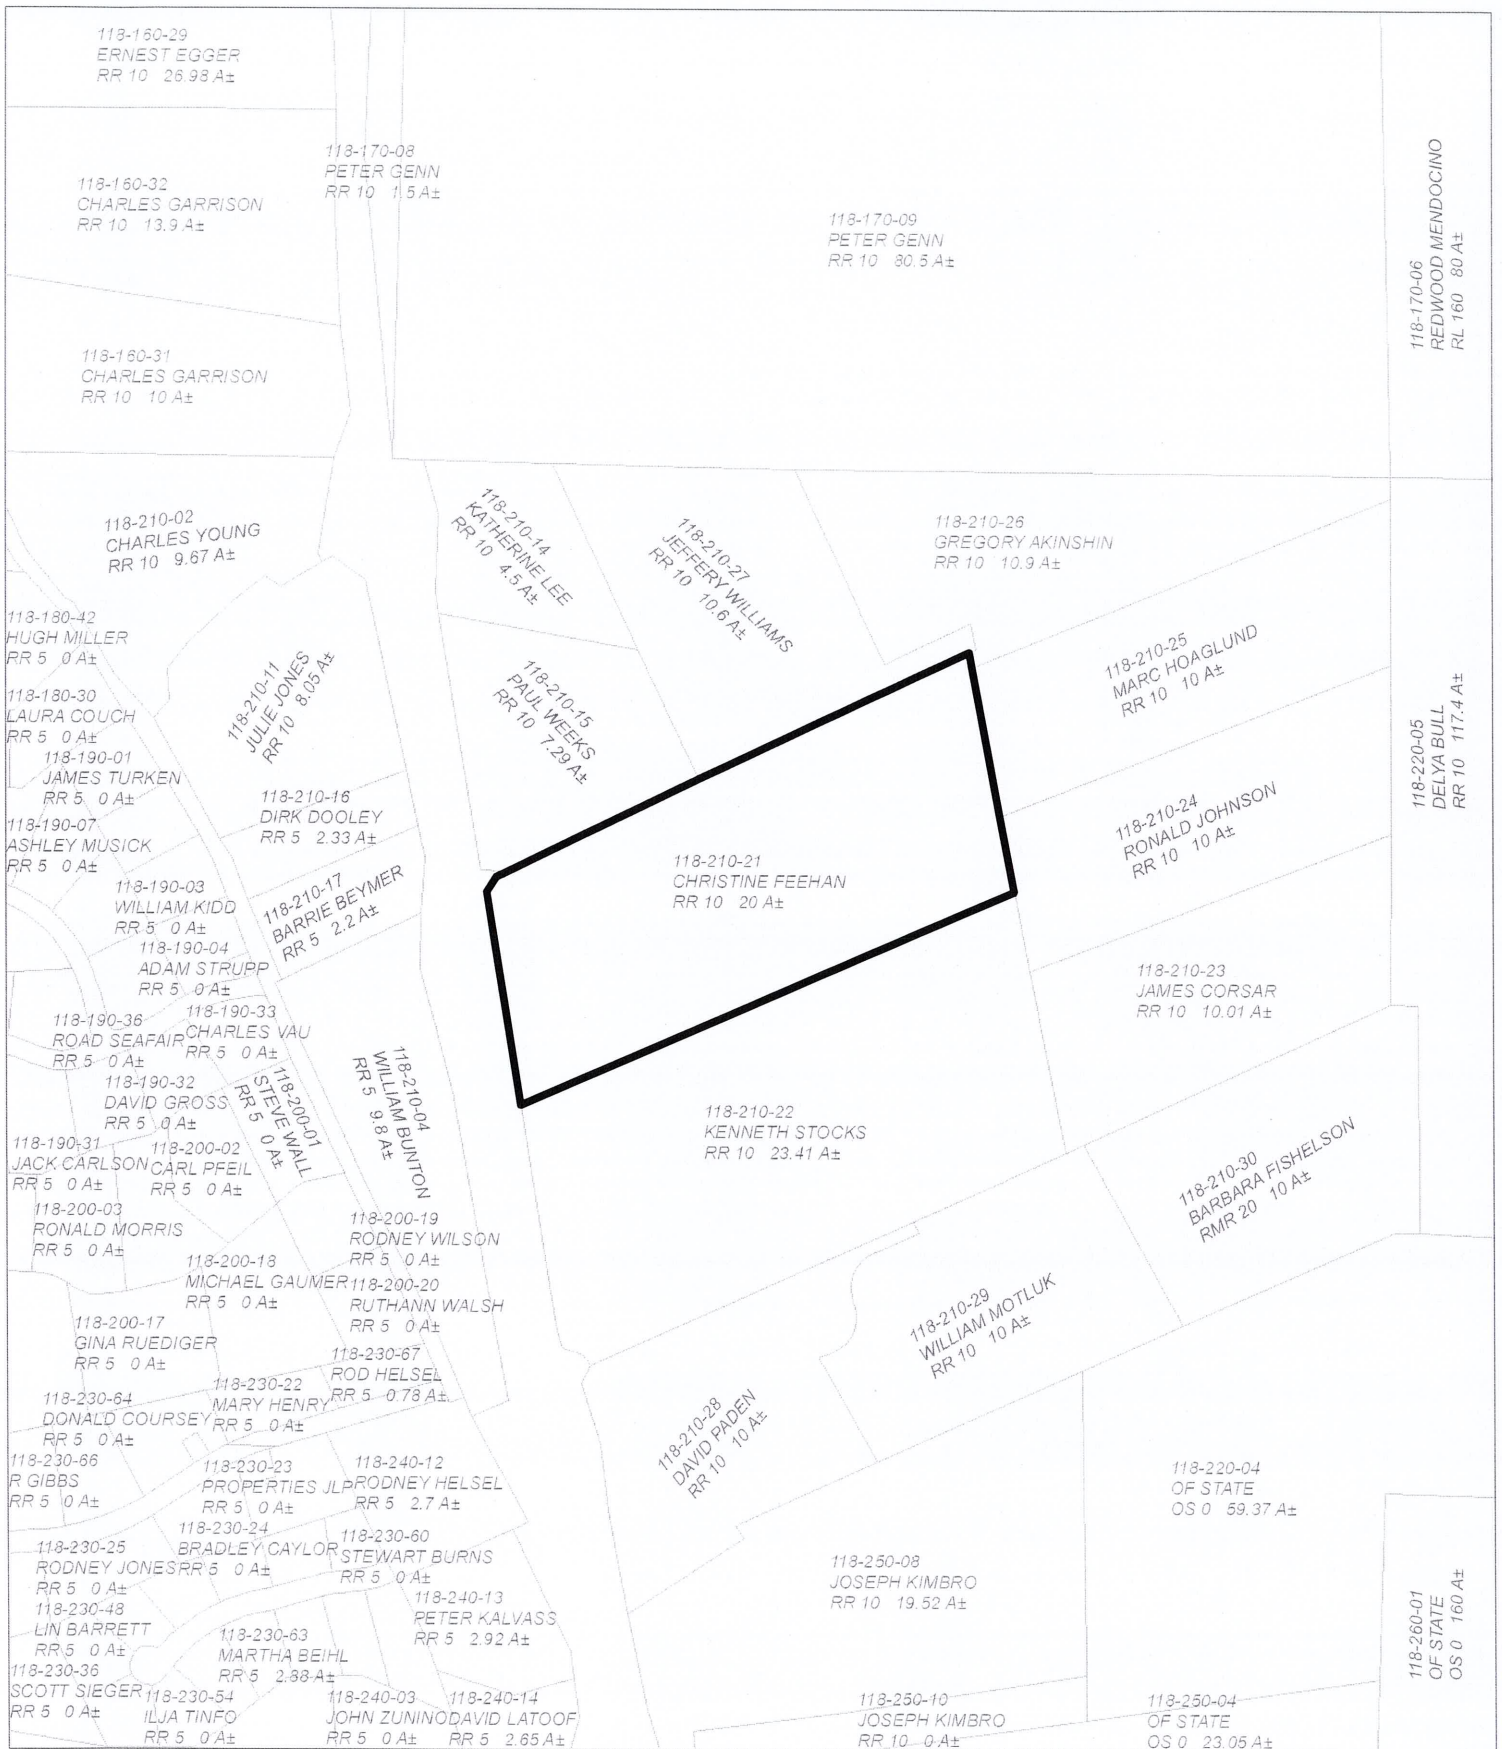 118-160-29
ERNEST EGGER
RR 10 26.98 A±
118-170-08
PETER GENN
RR 10 1.5 A±
118-160-32
CHARLES GARRISON
RR 10 13.9 A±
118-170-09
PETER GENN
RR 10 80.5 A±
118-170-06
REDWOOD MENDOCINO
RL 160 80 A±
118-160-31
CHARLES GARRISON
RR 10 10 A±
118-210-02
CHARLES YOUNG
RR 10 9.67 A±
118-210-14
KATHERINE LEE
RR 10 4.5 A±
118-210-27
JEFFERY WILLIAMS
RR 10 10.6 A±
118-210-26
GREGORY AKINSHIN
RR 10 10.9 A±
118-180-42
HUGH MILLER
RR 5 0 A±
118-210-11
JULIE JONES
RR 10 8.05 A±
118-210-15
PAUL WEEKS
RR 10 7.29 A±
118-210-25
MARC HOAGLUND
RR 10 10 A±
118-220-05
DELYA BULL
RR 10 117.4 A±
118-180-30
LAURA COUCH
RR 5 0 A±
118-190-01
JAMES TURKEN
RR 5 0 A±
118-210-16
DIRK DOOLEY
RR 5 2.33 A±
118-210-24
RONALD JOHNSON
RR 10 10 A±
118-190-07
ASHLEY MUSICK
RR 5 0 A±
118-210-21
CHRISTINE FEEHAN
RR 10 20 A±
118-190-03
WILLIAM KIDD
RR 5 0 A±
118-210-17
BARRIE BEYMER
RR 5 2.2 A±
118-190-04
ADAM STRUPP
RR 5 0 A±
118-210-23
JAMES CORSAR
RR 10 10.01 A±
118-190-36
ROAD SEAFAIR
RR 5 0 A±
118-190-33
CHARLES VAU
RR 5 0 A±
118-210-04
WILLIAM BUNTON
RR 5 9.8 A±
118-190-32
DAVID GROSS
RR 5 0 A±
118-200-01
STEVE WALL
RR 5 0 A±
118-210-22
KENNETH STOCKS
RR 10 23.41 A±
118-190-31
JACK CARLSON
RR 5 0 A±
118-200-02
CARL PFEIL
RR 5 0 A±
118-210-30
BARBARA FISHELSON
RMR 20 10 A±
118-200-03
RONALD MORRIS
RR 5 0 A±
118-200-19
RODNEY WILSON
RR 5 0 A±
118-200-18
MICHAEL GAUMER
RR 5 0 A±
118-200-20
RUTHANN WALSH
RR 5 0 A±
118-210-29
WILLIAM MOTLUK
RR 10 10 A±
118-200-17
GINA RUEDIGER
RR 5 0 A±
118-230-67
ROD HELSEL
RR 5 0.78 A±
118-230-64
DONALD COURSEY
RR 5 0 A±
118-230-22
MARY HENRY
RR 5 0 A±
118-210-28
DAVID PADEN
RR 10 10 A±
118-230-66
R GIBBS
RR 5 0 A±
118-230-23
PROPERTIES JLP
RR 5 0 A±
118-240-12
RODNEY HELSEL
RR 5 2.7 A±
118-220-04
OF STATE
OS 0 59.37 A±
118-230-25
RODNEY JONES
RR 5 0 A±
118-230-24
BRADLEY CAYLOR
RR 5 0 A±
118-230-60
STEWART BURNS
RR 5 0 A±
118-250-08
JOSEPH KIMBRO
RR 10 19.52 A±
118-260-01
OF STATE
OS 0 160 A±
118-230-48
LIN BARRETT
RR 5 0 A±
118-240-13
PETER KALVASS
RR 5 2.92 A±
118-230-63
MARTHA BEIHL
RR 5 2.88 A±
118-230-36
SCOTT SIEGER
RR 5 0 A±
118-230-54
ILJA TINFO
RR 5 0 A±
118-240-03
JOHN ZUNINO
RR 5 0 A±
118-240-14
DAVID LATOOF
RR 5 2.65 A±
118-250-10
JOSEPH KIMBRO
RR 10 0 A±
118-250-04
OF STATE
OS 0 23.05 A±